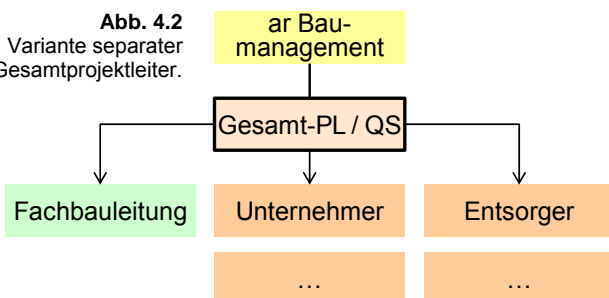 Abb. 4.2
Variante separater
Gesamtprojektleiter.
ar Bau-
management
Gesamt-PL / QS
Fachbauleitung
Unternehmer
Entsorger
...
...